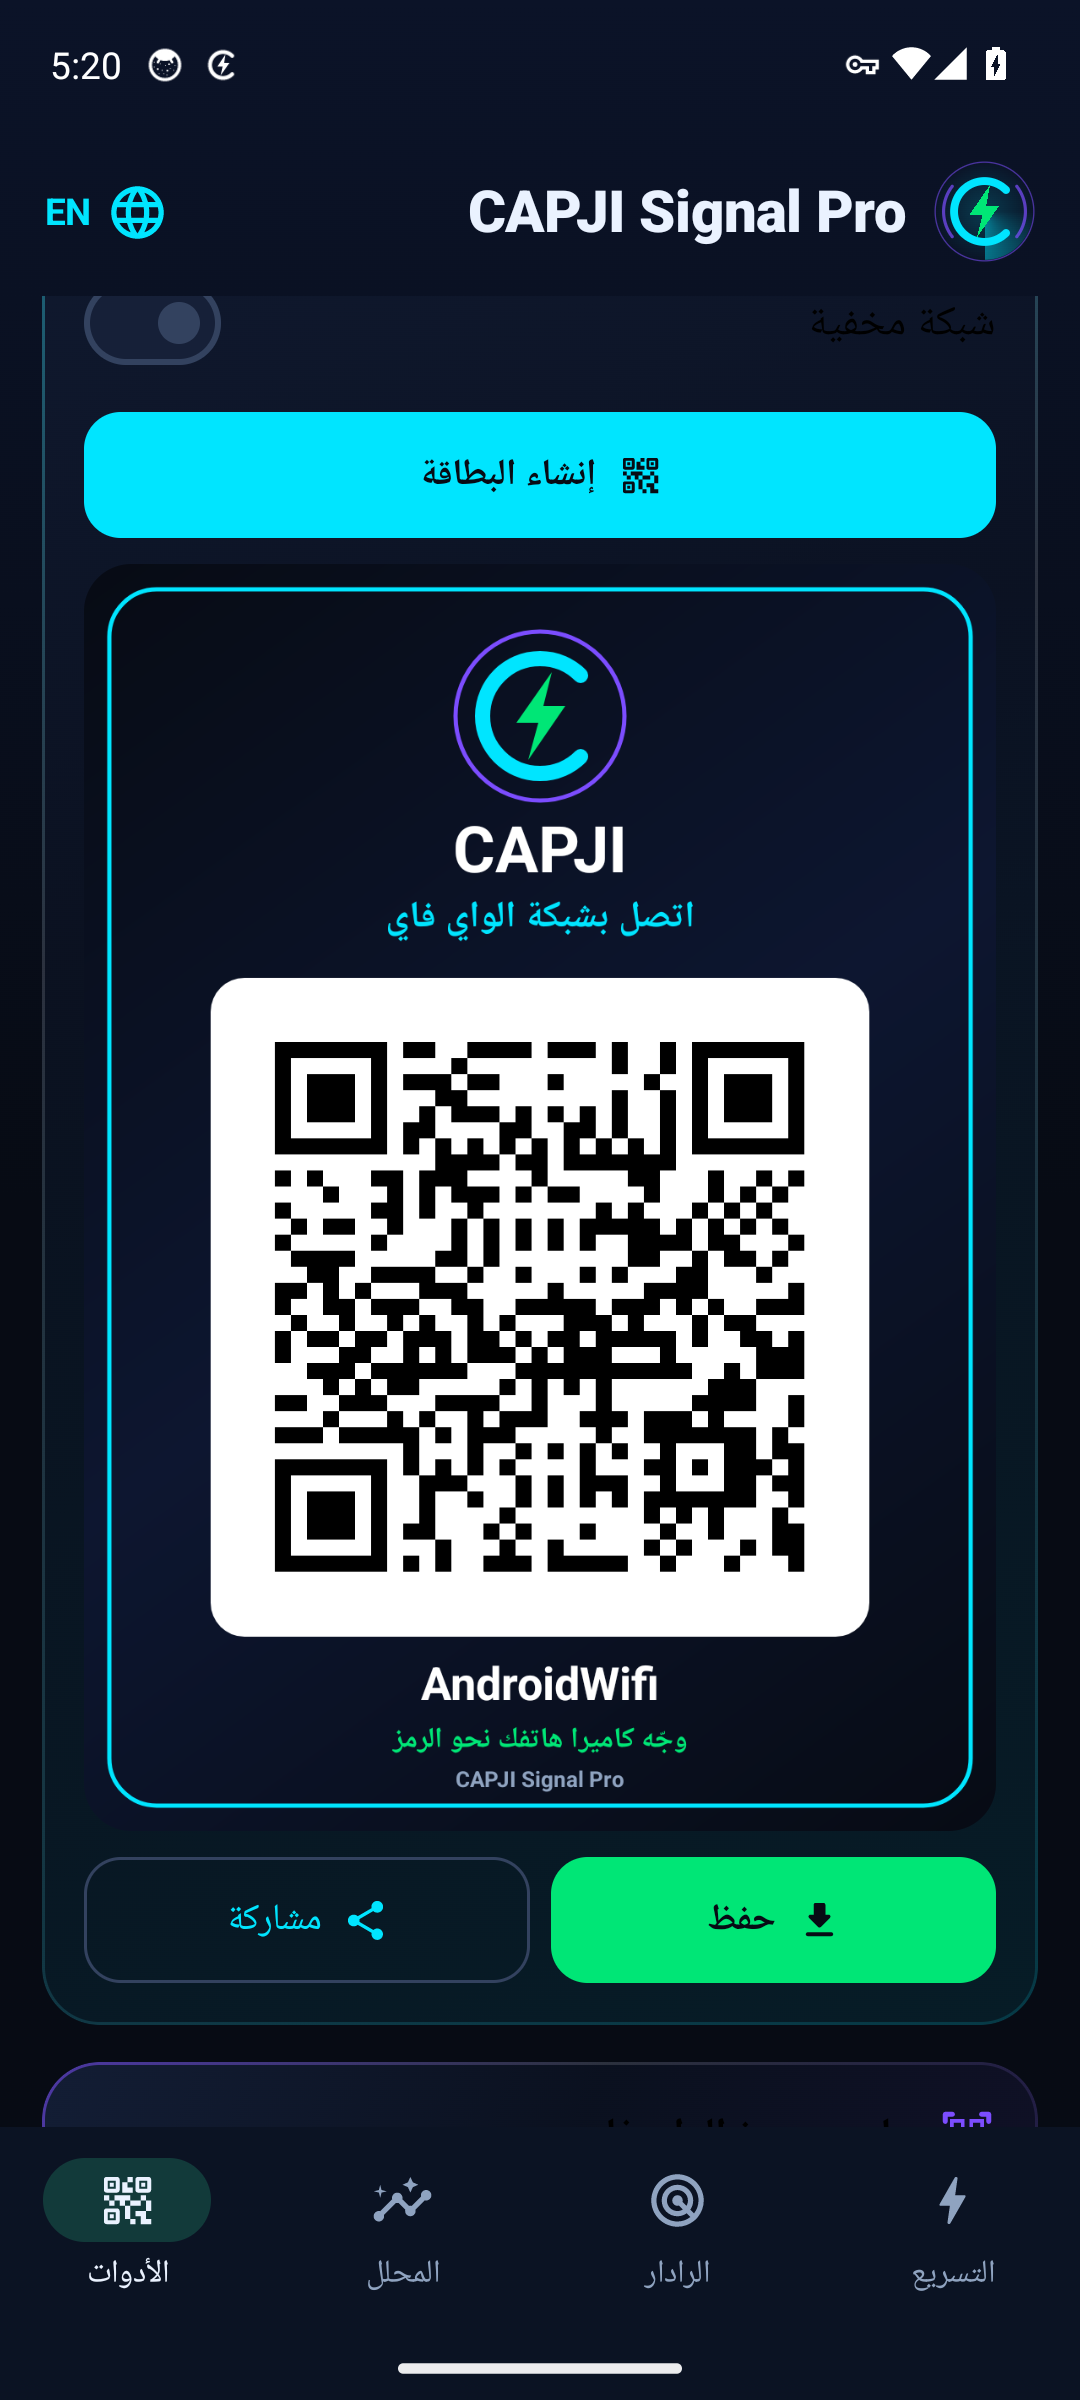 5:20
CAPJI Signal Pro
EN
شبكة مخفية
إنشاء البطاقة
CAPJI
اتصل بشبكة الواي فاي
AndroidWifi
وجّه كاميرا هاتفك نحو الرمز
CAPJI Signal Pro
حفظ
مشاركة
التسريع
الرادار
المحلل
الأدوات